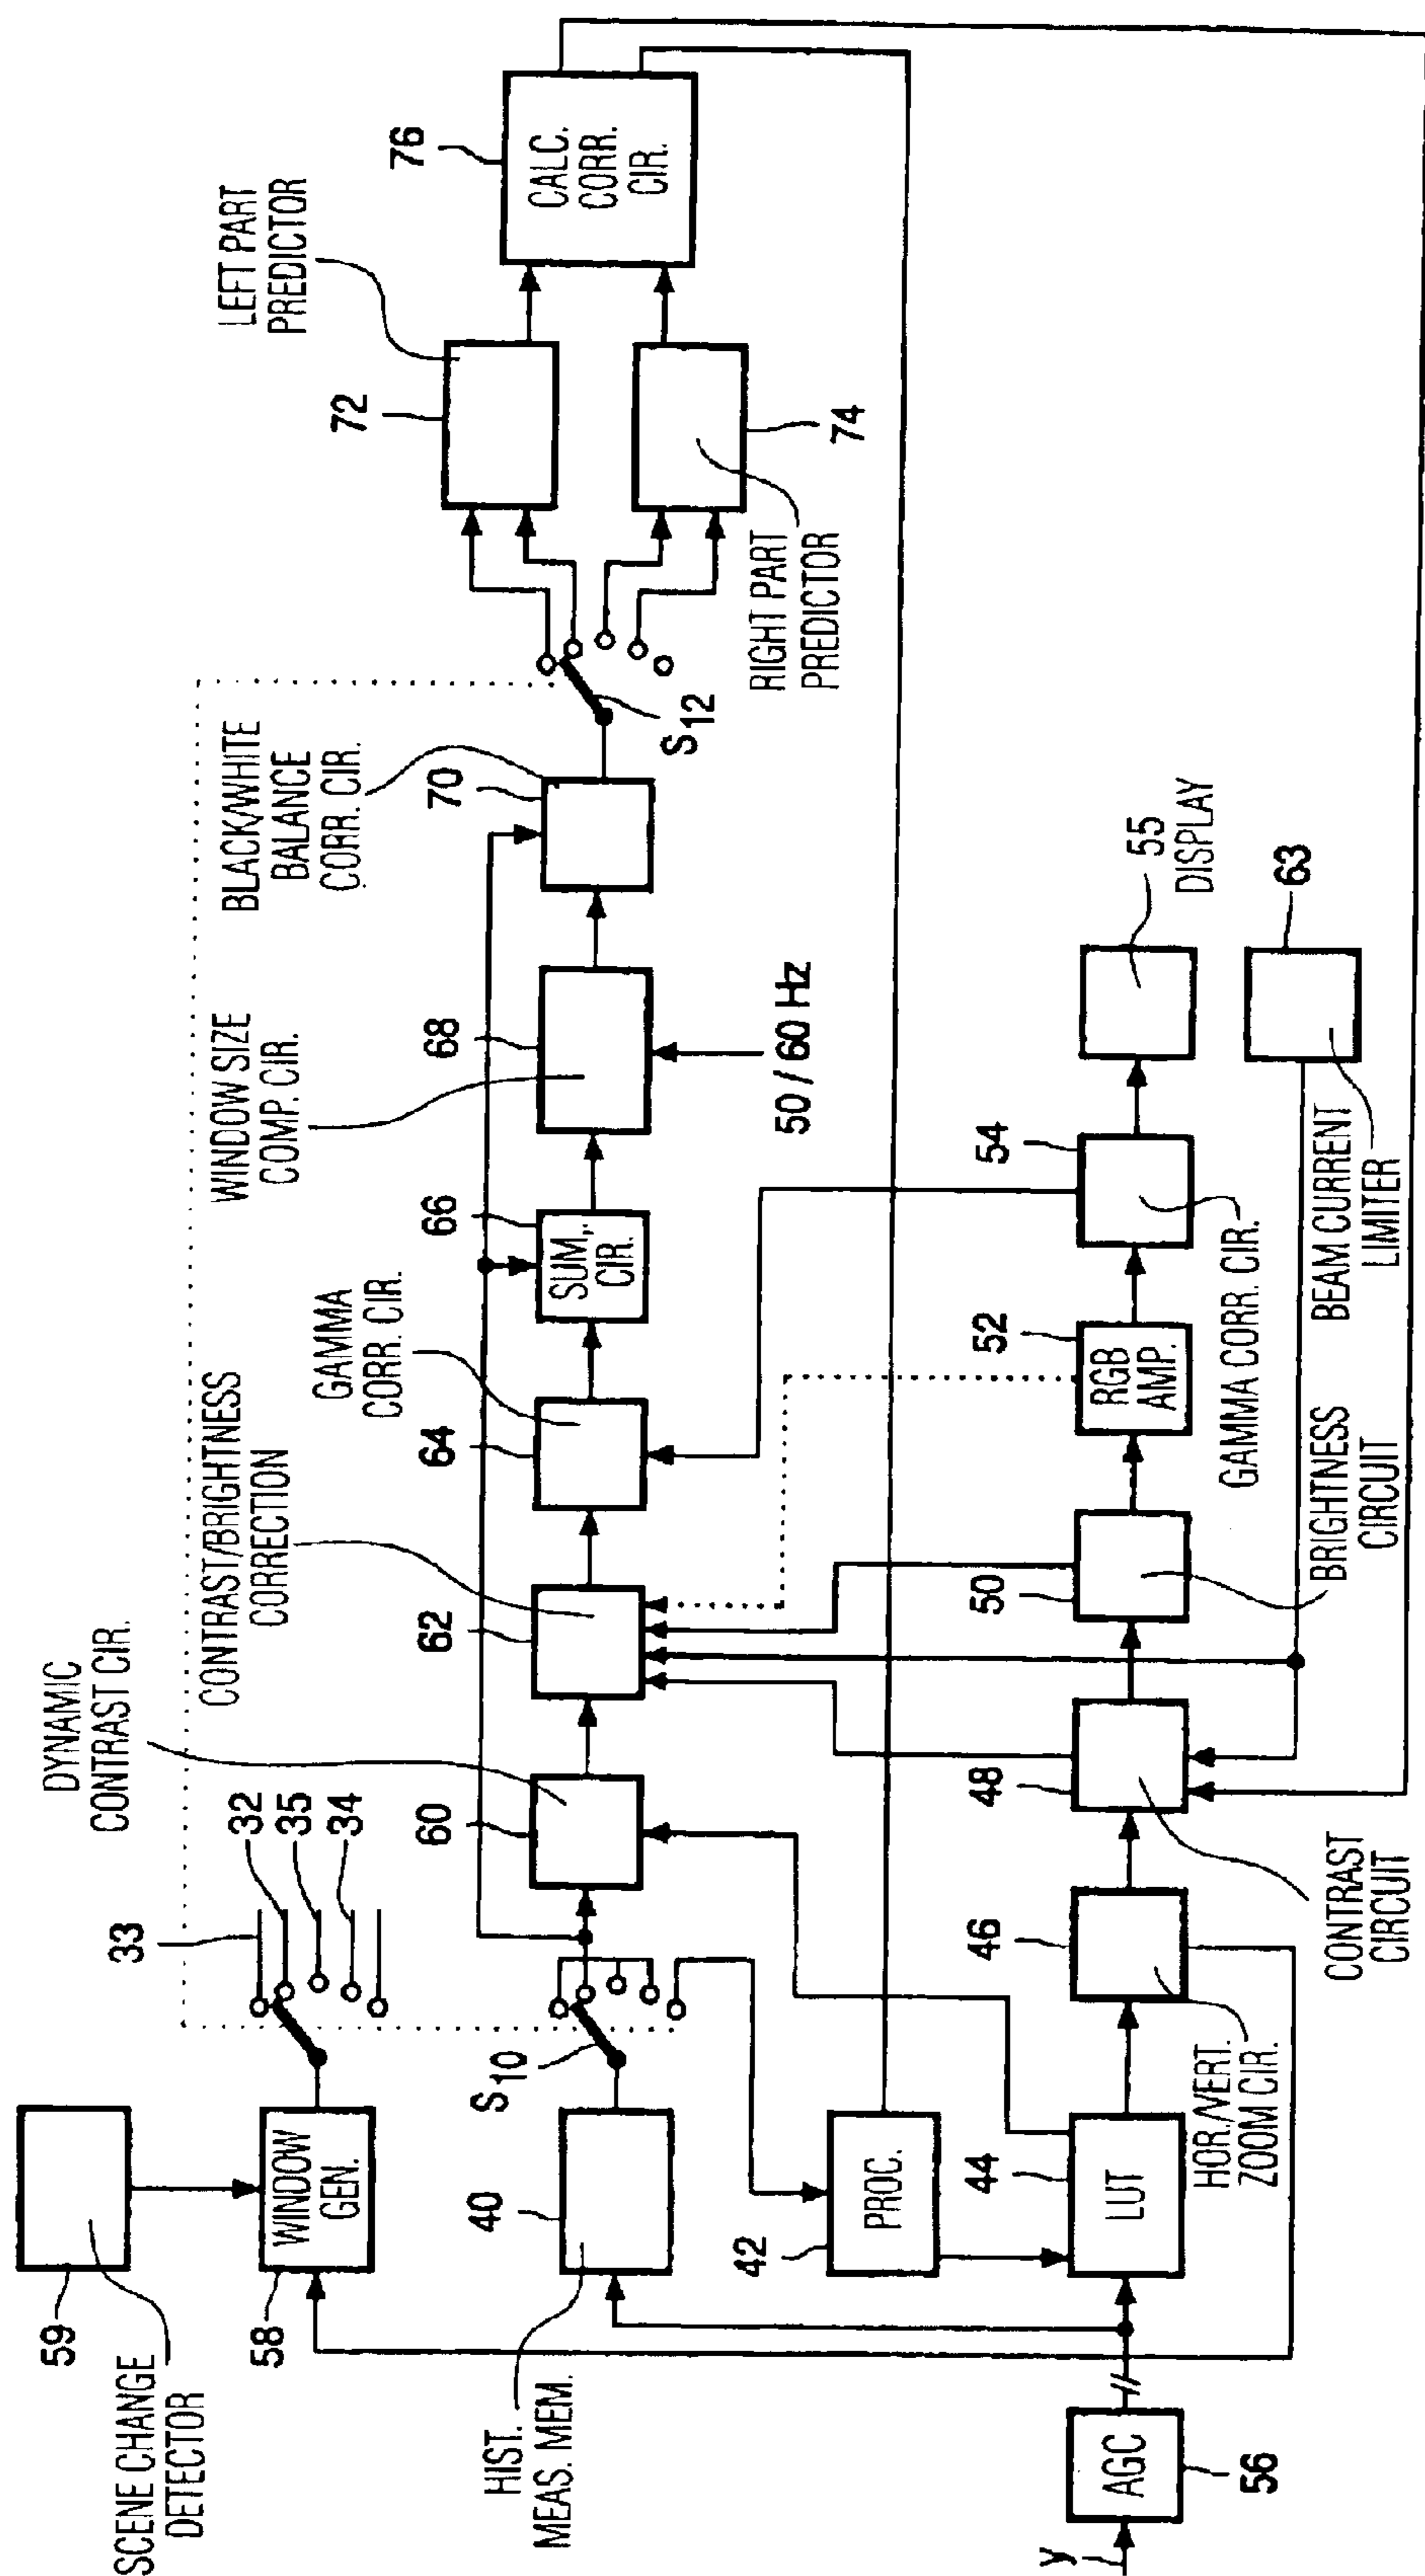 SCENE CHANGE
DETECTOR
59
WINDOW
GEN.
58
33
32
35
34
HIST.
MEAS. MEM.
40
S10
DYNAMIC
CONTRAST CIR.
60
CONTRAST/BRIGHTNESS
CORRECTION
62
GAMMA
CORR. CIR.
64
SUM,
CIR.
66
WINDOW SIZE
COMP. CIR.
68
50 / 60 Hz
BLACK/WHITE
BALANCE
CORR. CIR.
70
S12
LEFT PART
PREDICTOR
72
RIGHT PART
PREDICTOR
74
CALC.
CORR.
CIR.
76
PROC.
42
y
AGC
56
LUT
44
HOR./VERT.
ZOOM CIR.
46
CONTRAST
CIRCUIT
48
BRIGHTNESS
CIRCUIT
50
RGB
AMP.
52
GAMMA CORR. CIR.
54
55
DISPLAY
BEAM CURRENT
LIMITER
63